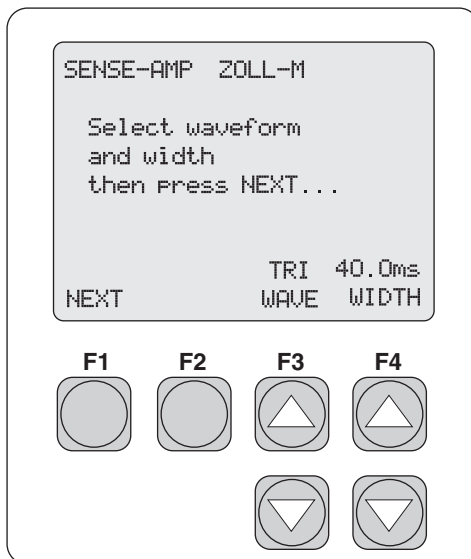 SENSE-AMP ZOLL-M
Select waveform
and width
then press NEXT...
TRI 40.0ms
NEXT WAVE WIDTH
F1 F2 F3 F4